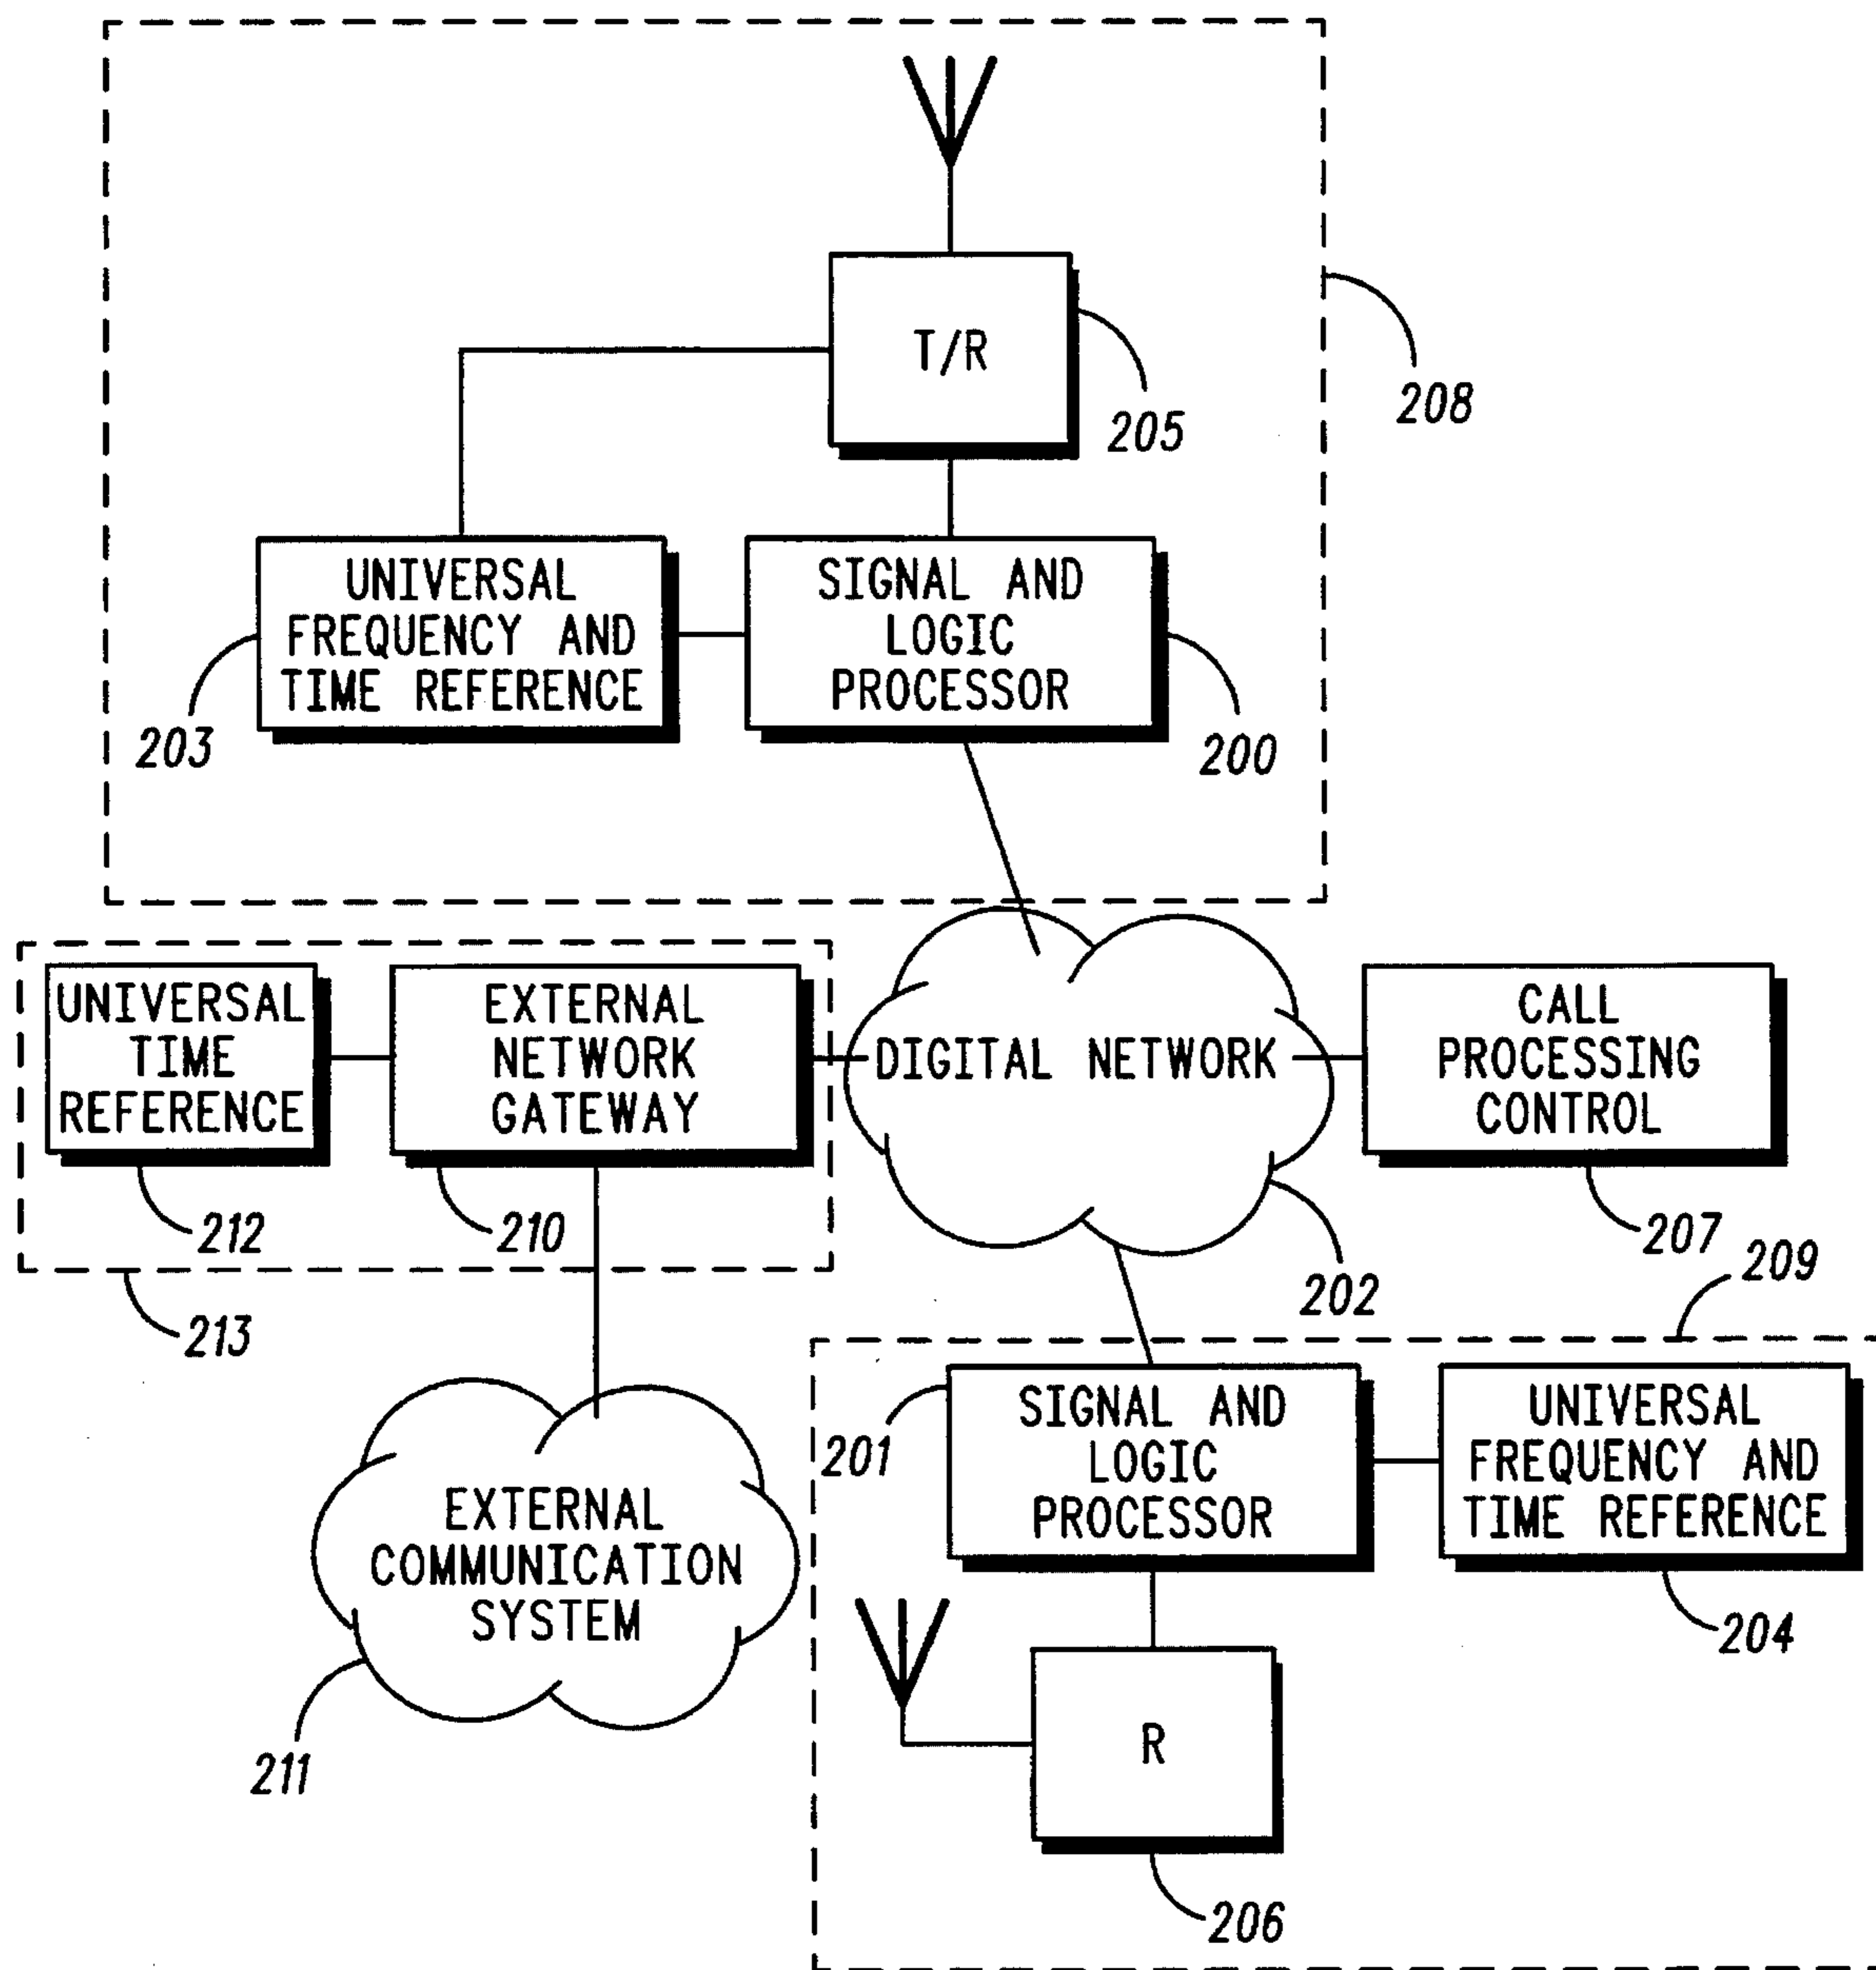 T/R
205
208
UNIVERSAL
FREQUENCY AND
TIME REFERENCE
203
SIGNAL AND
LOGIC
PROCESSOR
200
UNIVERSAL
TIME
REFERENCE
212
EXTERNAL
NETWORK
GATEWAY
210
213
DIGITAL NETWORK
202
CALL
PROCESSING
CONTROL
207
209
EXTERNAL
COMMUNICATION
SYSTEM
211
201
SIGNAL AND
LOGIC
PROCESSOR
UNIVERSAL
FREQUENCY AND
TIME REFERENCE
204
R
206